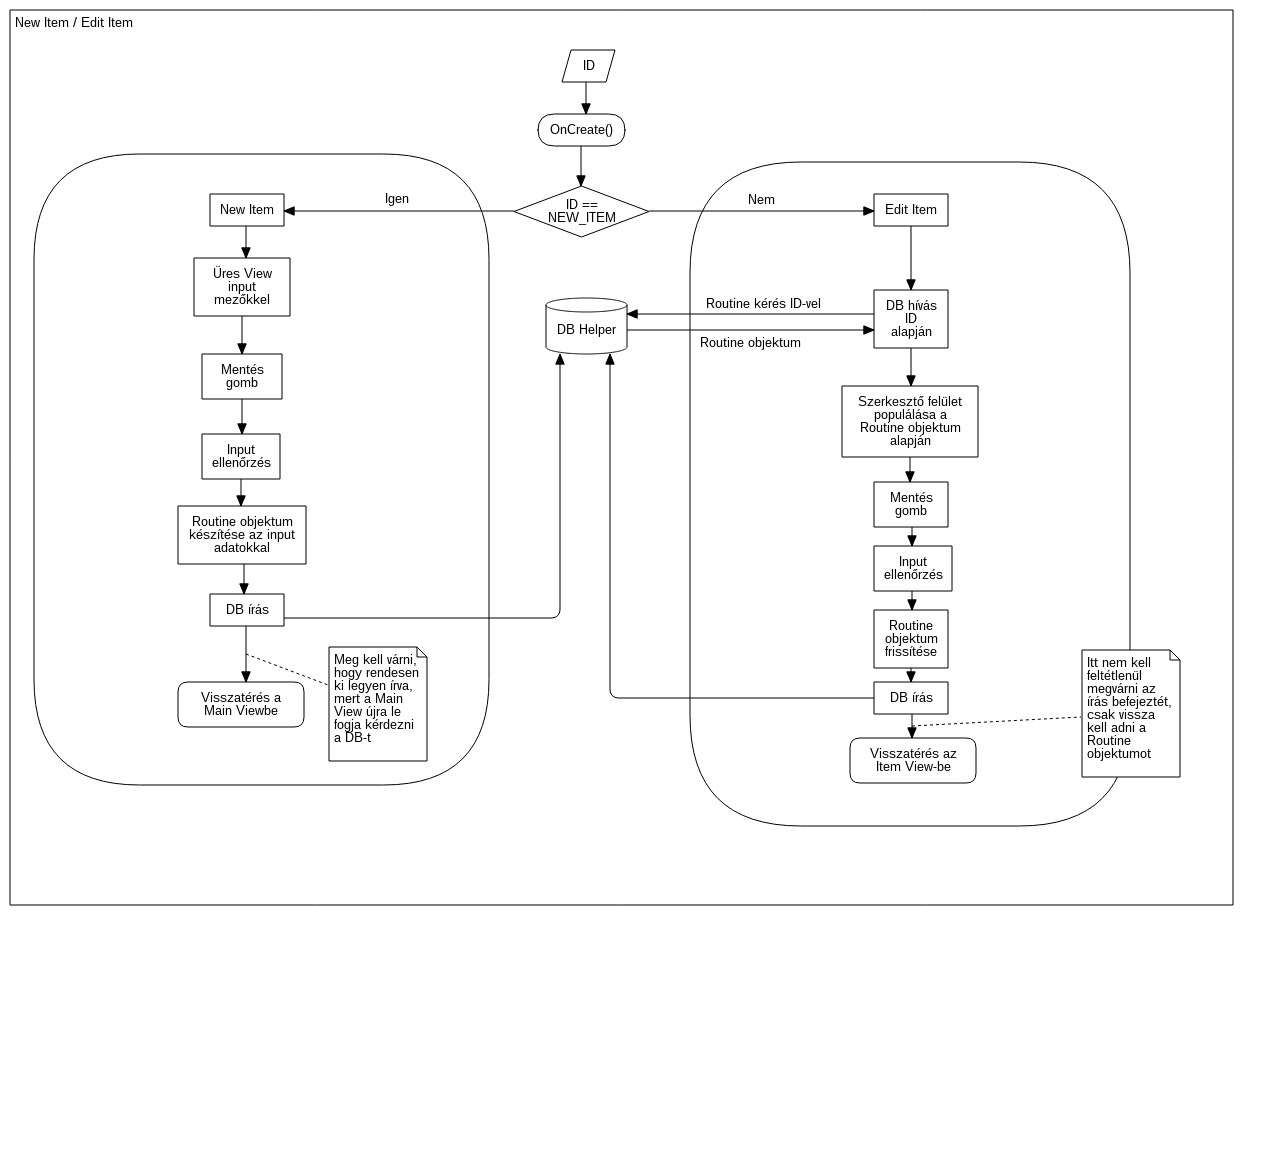 New Item / Edit Item
ID
OnCreate()
ID ==
NEW_ITEM
Igen
Nem
New Item
Üres View
input
mezőkkel
Mentés
gomb
Input
ellenőrzés
Routine objektum
készítése az input
adatokkal
DB írás
Visszatérés a
Main Viewbe
Meg kell várni,
hogy rendesen
ki legyen írva,
mert a Main
View újra le
fogja kérdezni
a DB-t
DB Helper
Routine kérés ID-vel
Routine objektum
Edit Item
DB hívás
ID
alapján
Szerkesztő felület
populálása a
Routine objektum
alapján
Mentés
gomb
Input
ellenőrzés
Routine
objektum
frissítése
DB írás
Visszatérés az
Item View-be
Itt nem kell
feltétlenül
megvárni az
írás befejeztét,
csak vissza
kell adni a
Routine
objektumot